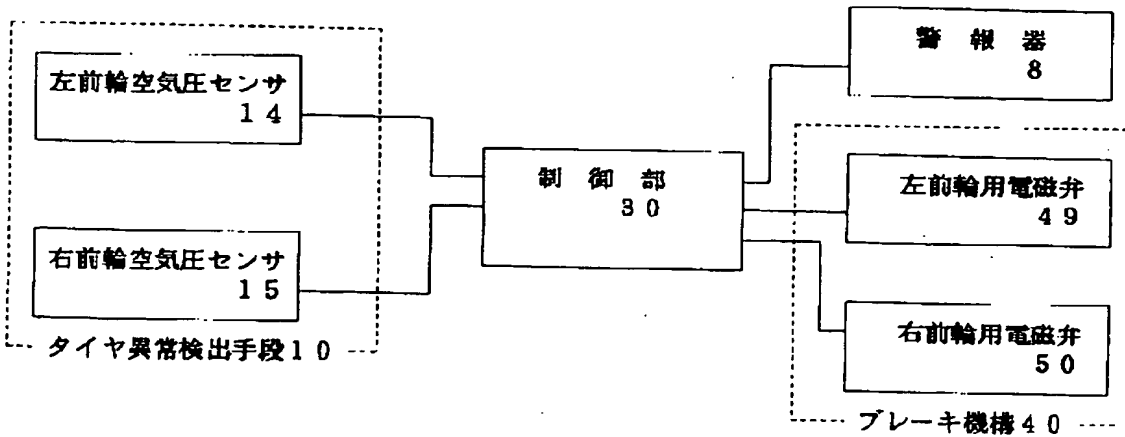 左前輪空気圧センサ
14
右前輪空気圧センサ
15
タイヤ異常検出手段10
制御部
30
警報器
8
左前輪用電磁弁
49
右前輪用電磁弁
50
ブレーキ機構40